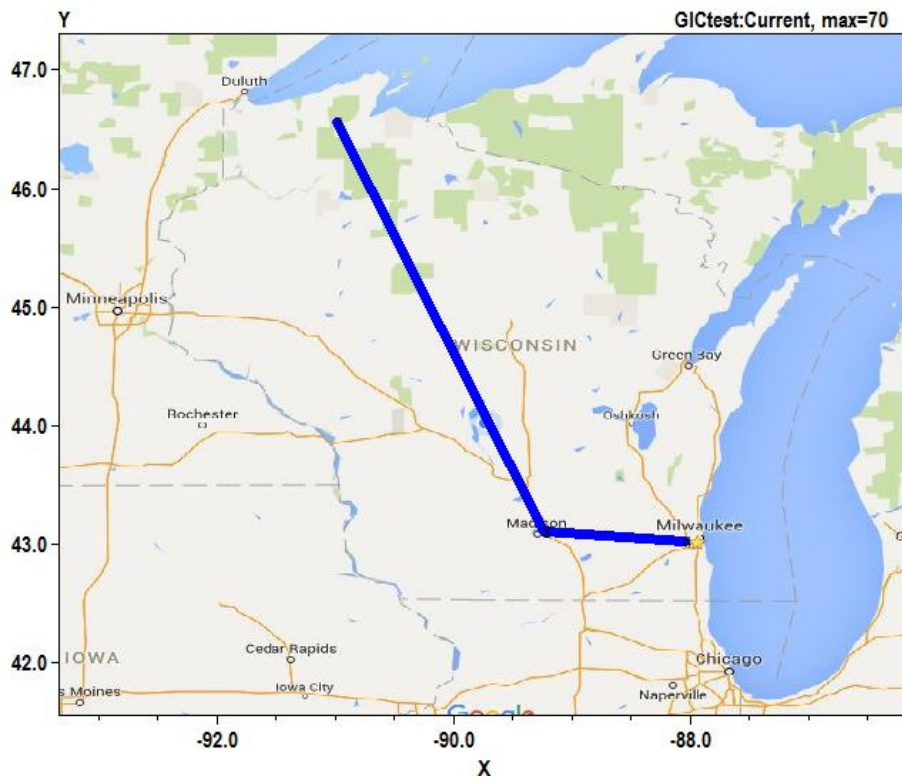 Y
GICtest:Current, max=70
47.0
Duluth
46.0
Minneapolis
45.0
WISCONSIN
Green Bay
Rochester
Oshkosh
44.0
Madison
Milwaukee
43.0
Cedar Rapids
IOWA
Chicago
42.0
Iowa City
s Moines
Naperville
Google
-92.0
-90.0
-88.0
X